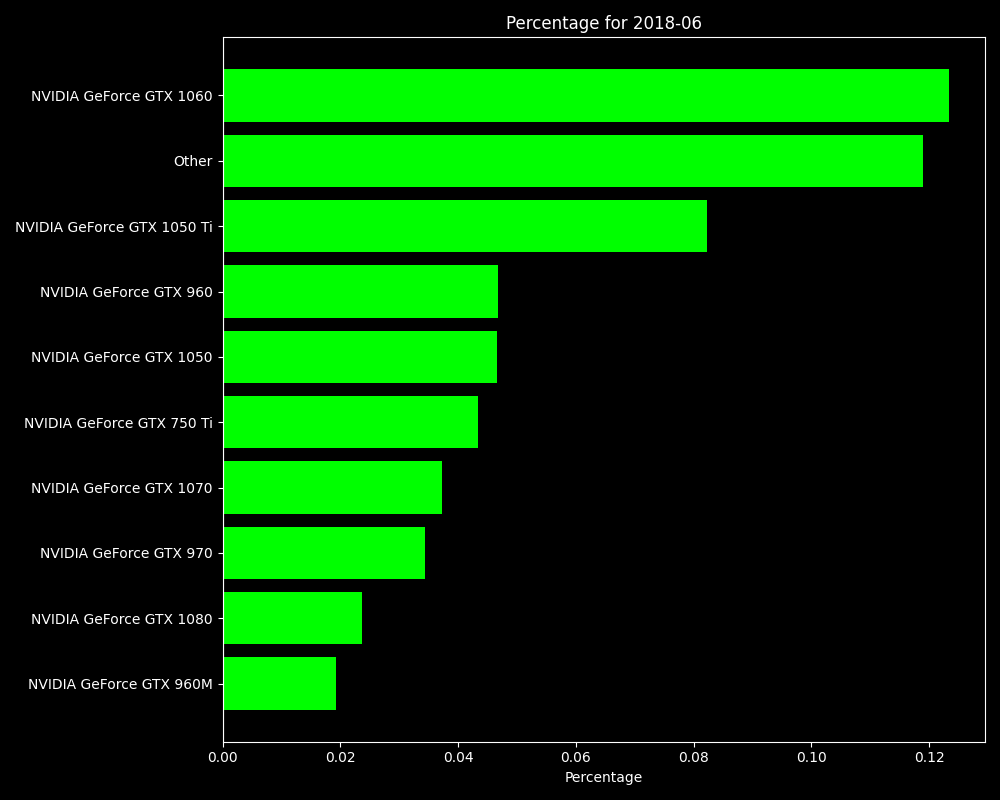 Percentage for 2018-06
NVIDIA GeForce GTX 1060
Other
NVIDIA GeForce GTX 1050 Ti
NVIDIA GeForce GTX 960
NVIDIA GeForce GTX 1050
NVIDIA GeForce GTX 750 Ti
NVIDIA GeForce GTX 1070
NVIDIA GeForce GTX 970
NVIDIA GeForce GTX 1080
NVIDIA GeForce GTX 960M
0.00 0.02 0.04 0.06 0.08 0.10 0.12
Percentage